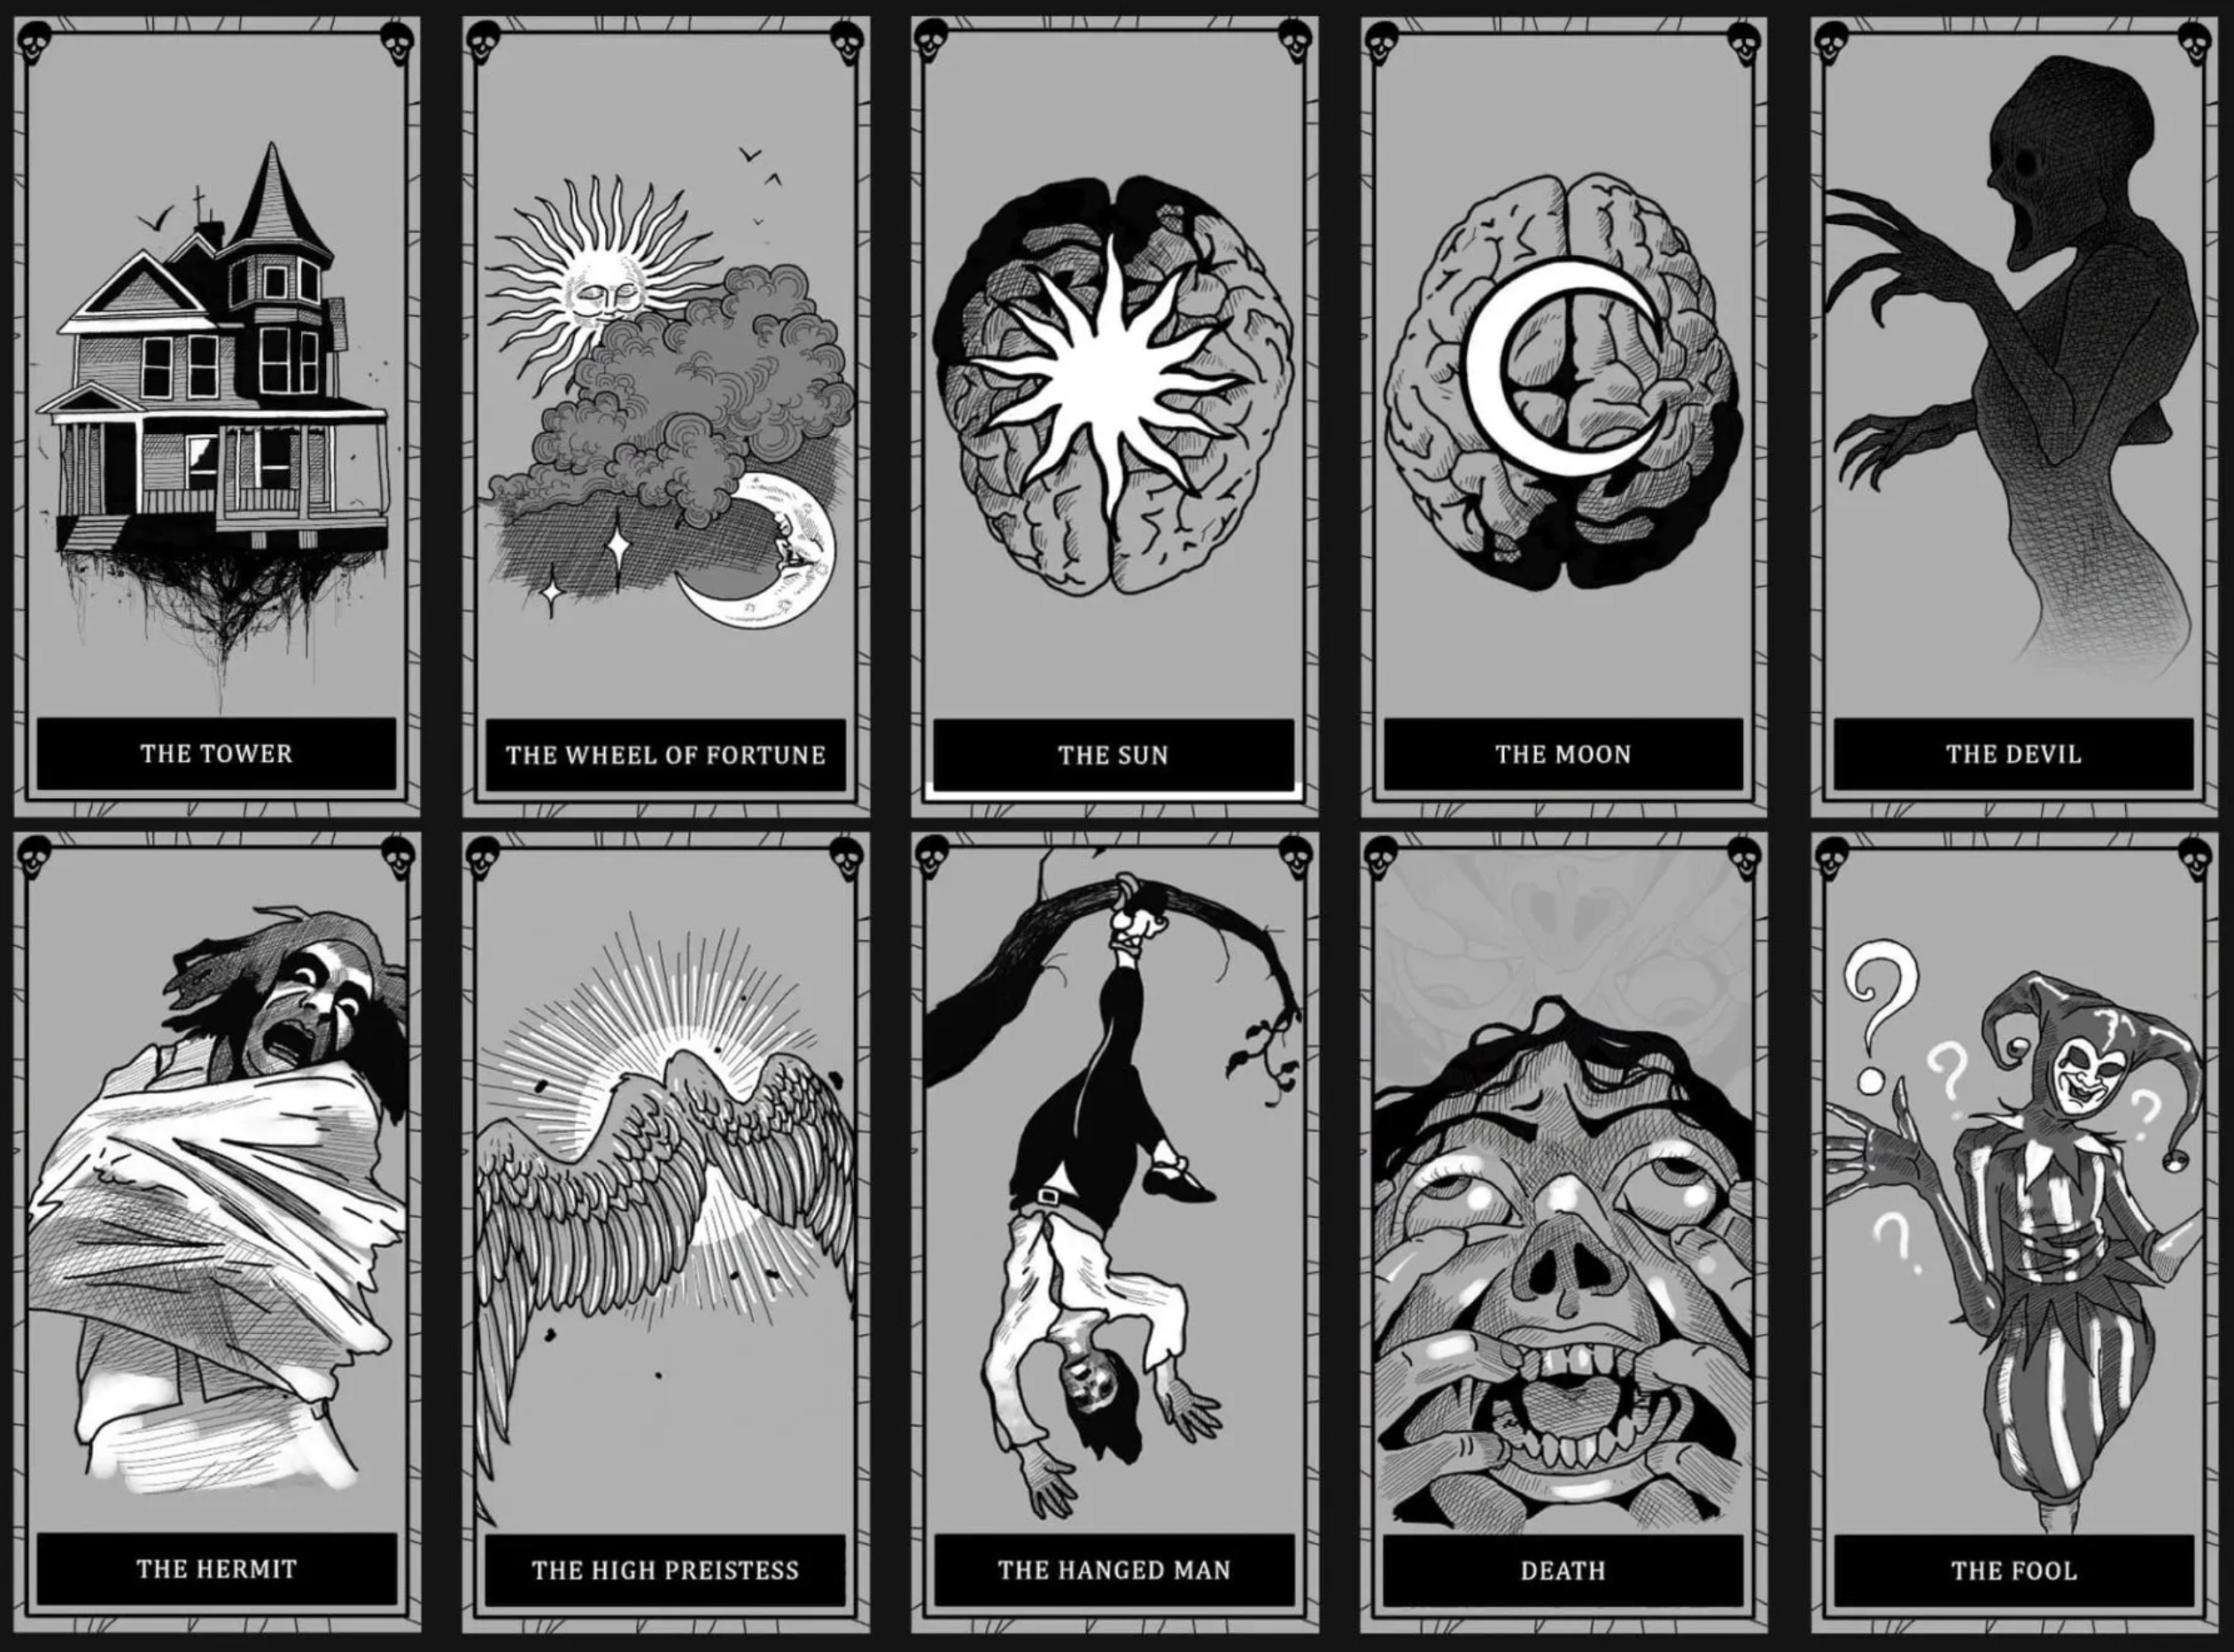 THE TOWER
THE WHEEL OF FORTUNE
THE SUN
THE MOON
THE DEVIL
THE HERMIT
THE HIGH PREISTESS
THE HANGED MAN
DEATH
THE FOOL